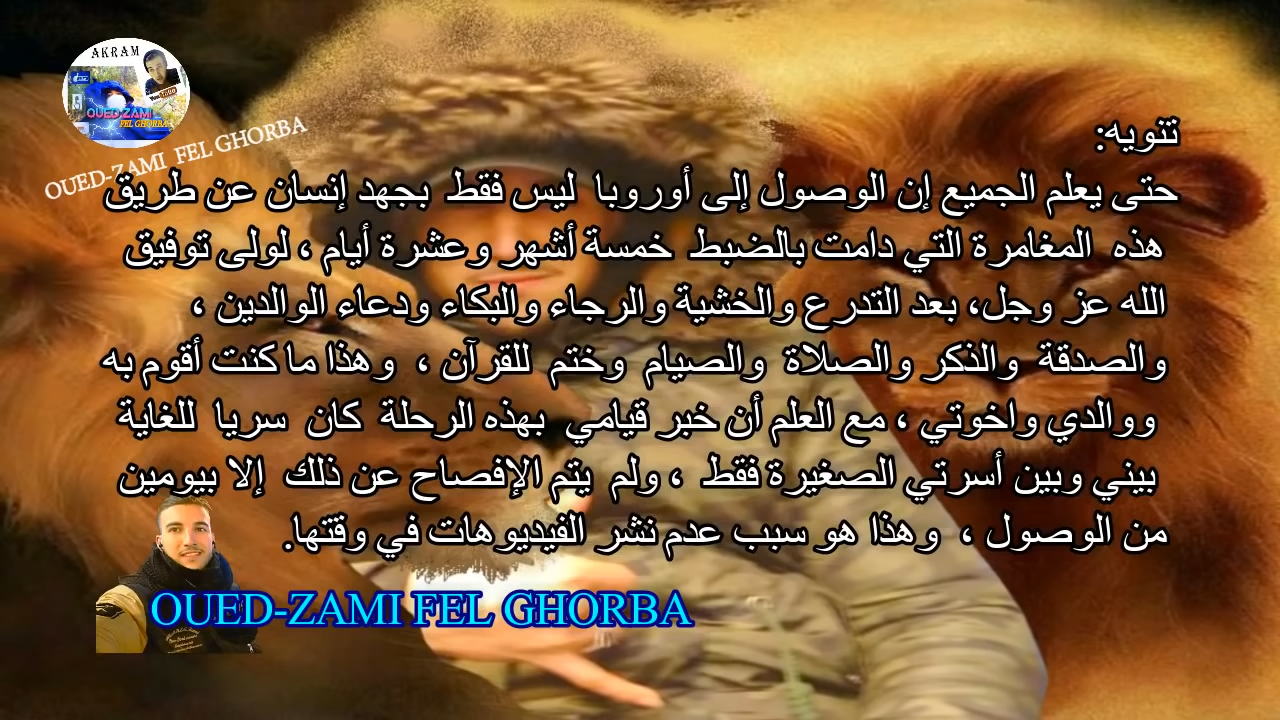 AKRAM
OUED-ZAMI
FEL GHORBA
OUED-ZAMI FEL GHORBA
تنويه:
حتى يعلم الجميع إن الوصول إلى أوروبا ليس فقط بجهد إنسان عن طريق
هذه المغامرة التي دامت بالضبط خمسة أشهر وعشرة أيام ، لولى توفيق
الله عز وجل، بعد التدرع والخشية والرجاء والبكاء ودعاء الوالدين ،
والصدقة والذكر والصلاة والصيام وختم للقرآن ، وهذا ما كنت أقوم به
ووالدي واخوتي ، مع العلم أن خبر قيامي بهذه الرحلة كان سريا للغاية
بيني وبين أسرتي الصغيرة فقط ، ولم يتم الإفصاح عن ذلك إلا بيومين
من الوصول ، وهذا هو سبب عدم نشر الفيديوهات في وقتها.
OUED-ZAMI FEL GHORBA